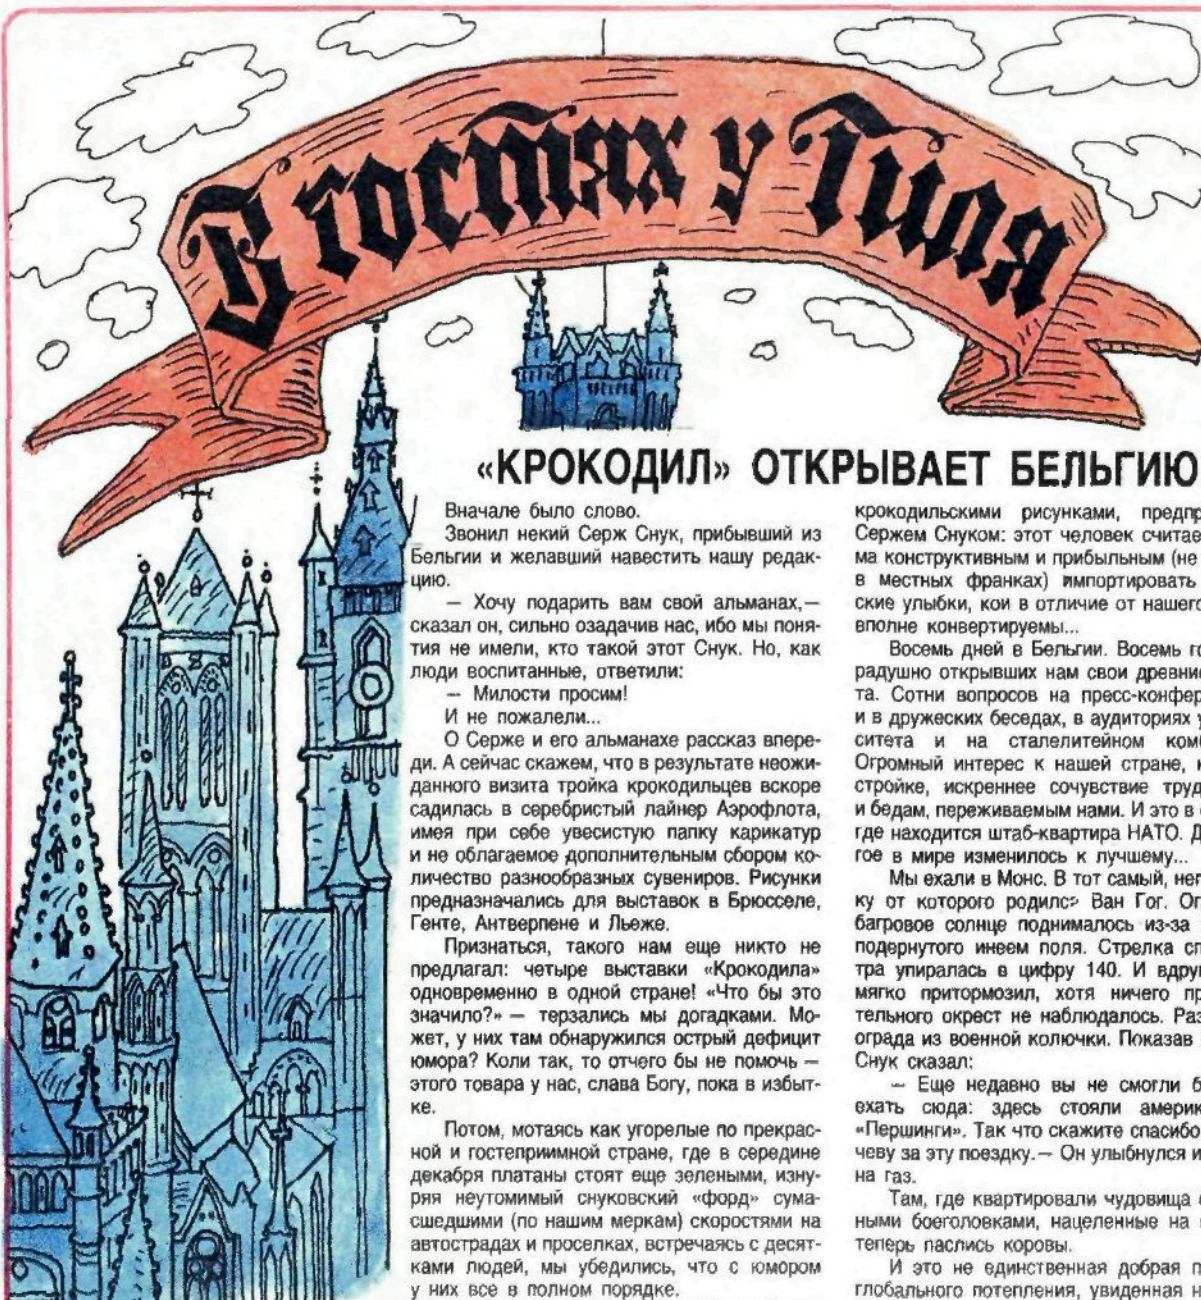 В гостях у Тиля
«КРОКОДИЛ» ОТКРЫВАЕТ БЕЛЬГИЮ
Вначале было слово.
Звонил некий Серж Снук, прибывший из
Бельгии и желавший навестить нашу редак-
цию.
— Хочу подарить вам свой альманах,—
сказал он, сильно озадачив нас, ибо мы поня-
тия не имели, кто такой этот Снук. Но, как
люди воспитанные, ответили:
— Милости просим!
И не пожалели...
О Серже и его альманахе рассказ впере-
ди. А сейчас скажем, что в результате неожи-
данного визита тройка крокодильцев вскоре
садилась в серебристый лайнер Аэрофлота,
имея при себе увесистую папку карикатур
и не облагаемое дополнительным сбором ко-
личество разнообразных сувениров. Рисунки
предназначались для выставок в Брюсселе,
Генте, Антверпене и Льеже.
Признаться, такого нам еще никто не
предлагал: четыре выставки «Крокодила»
одновременно в одной стране! «Что бы это
значило?» — терзались мы догадками. Мо-
жет, у них там обнаружился острый дефицит
юмора? Коли так, то отчего бы не помочь —
этого товара у нас, слава Богу, пока в избыт-
ке.
Потом, мотаясь как угорелые по прекрас-
ной и гостеприимной стране, где в середине
декабря платаны стоят еще зелеными, изну-
ряя неутомимый снуковский «форд» сума-
сшедшими (по нашим меркам) скоростями на
автострадах и проселках, встречаясь с десят-
ками людей, мы убедились, что с юмором
у них все в полном порядке.
крокодильскими рисунками, предпр
Сержем Снуком: этот человек считае
ма конструктивным и прибыльным (не
в местных франках) импортировать
ские улыбки, кои в отличие от нашего
вполне конвертируемы...
Восемь дней в Бельгии. Восемь го
радушно открывших нам свои древние
та. Сотни вопросов на пресс-конфер
и в дружеских беседах, в аудиториях у
ситета и на сталелитейном комб
Огромный интерес к нашей стране, к
стройке, искреннее сочувствие труд
и бедам, переживаемым нами. И это в
где находится штаб-квартира НАТО. Д
гое в мире изменилось к лучшему...
Мы ехали в Монс. В тот самый, неп
ку от которого родился Ван Гог. Ог
багровое солнце поднималось из-за
подернутого инеем поля. Стрелка сп
тра упиралась в цифру 140. И вдруг
мягко притормозил, хотя ничего пр
тельного окрест не наблюдалось. Раз
ограда из военной колючки. Показав
Снук сказал:
— Еще недавно вы не смогли б
ехать сюда: здесь стояли америк
«Першинги». Так что скажите спасибо
чеву за эту поездку.— Он улыбнулся и
на газ.
Там, где квартировали чудовища с
ными боеголовками, нацеленные на
теперь паслись коровы.
И это не единственная добрая п
глобального потепления, увиденная н